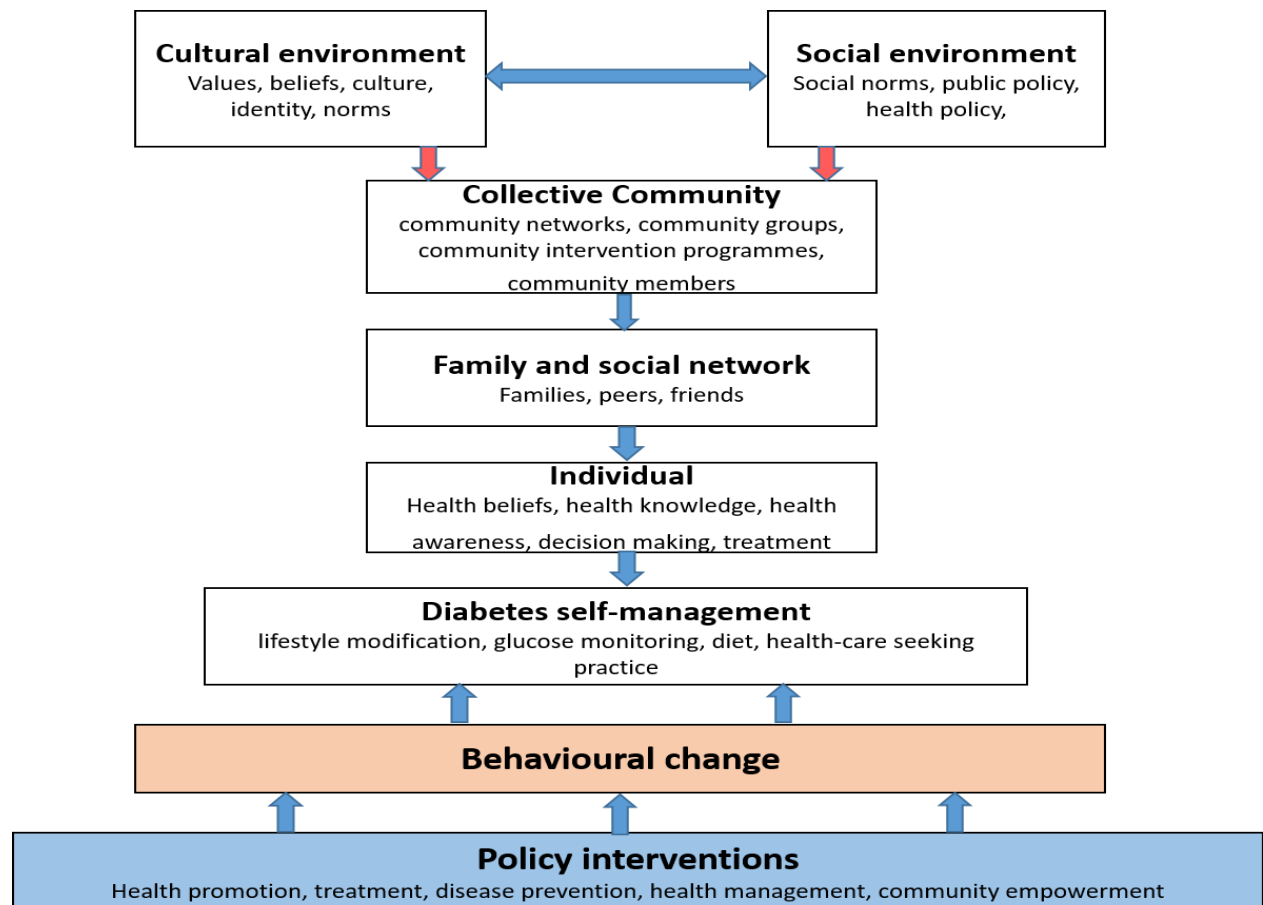 Cultural environment
Values, beliefs, culture,
identity, norms
Social environment
Social norms, public policy,
health policy,
Collective Community
community networks, community groups,
community intervention programmes,
community members
Family and social network
Families, peers, friends
Individual
Health beliefs, health knowledge, health
awareness, decision making, treatment
Diabetes self-management
lifestyle modification, glucose monitoring, diet, health-care seeking
practice
Behavioural change
Policy interventions
Health promotion, treatment, disease prevention, health management, community empowerment